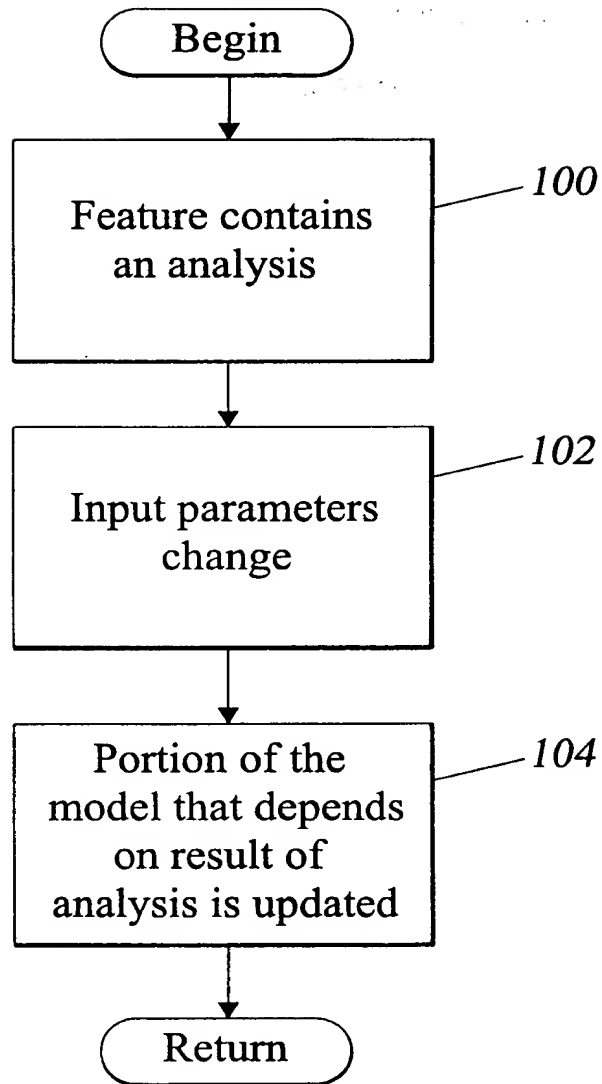 Begin
Feature contains
an analysis
100
Input parameters
change
102
Portion of the
model that depends
on result of
analysis is updated
104
Return